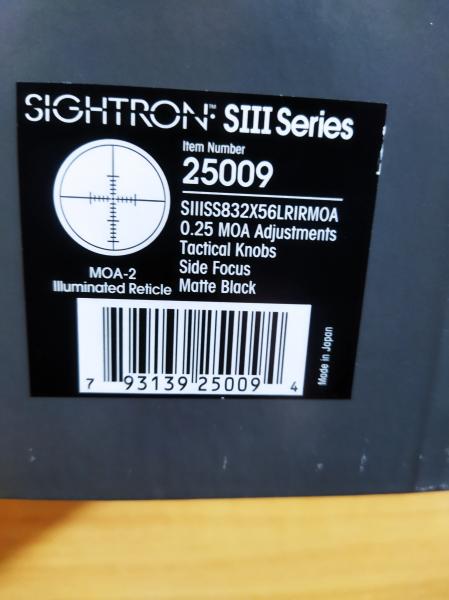 SIGHTRON™ SIII Series
Item Number
25009
SIIISS832X56LRIRMOA
0.25 MOA Adjustments
Tactical Knobs
Side Focus
Matte Black
MOA-2
Illuminated Reticle
7 93139 25009 4
Made in Japan